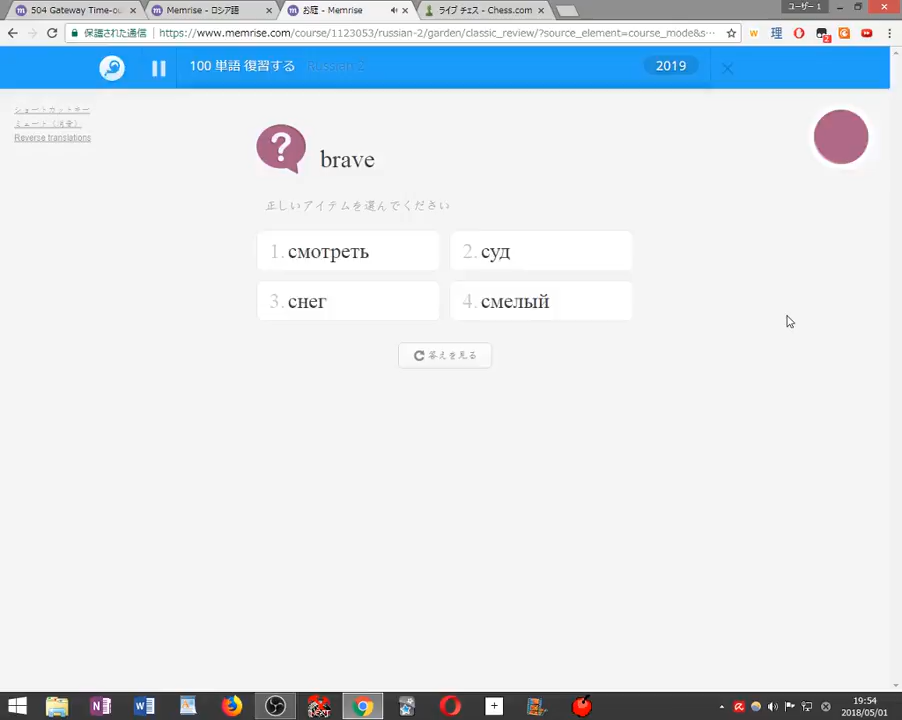 504 Gateway Time-ou
Memrise - ロシア語
お庭 - Memrise
ライブ チェス - Chess.com
ユーザー 1
保護された通信
https://www.memrise.com/course/1123053/russian-2/garden/classic_review/?source_element=course_mode&s…
100 単語 復習する
Russian 2
2019
ショートカットキー
Reverse translations
brave
正しいアイテムを選んでください
1. смотреть
2. суд
3. снег
4. смелый
答えを見る
19:54
2018/05/01